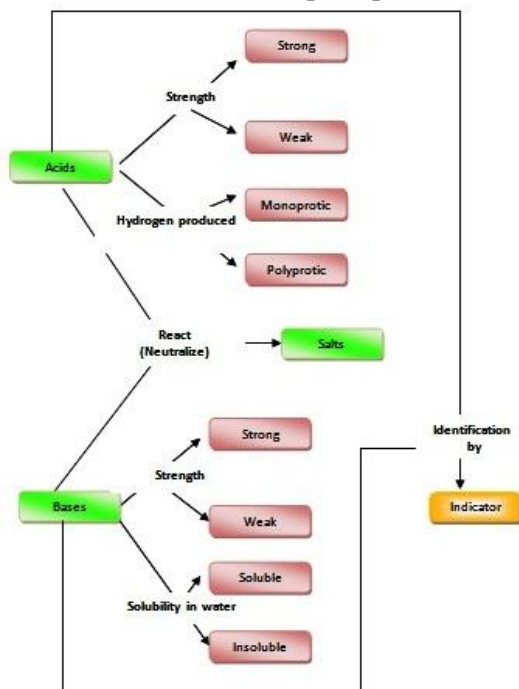 Strong
Strength
Weak
Acids
Monoprotic
Hydrogen produced
Polyprotic
React
(Neutralize)
Salts
Strong
Identification
by
Strength
Bases
Indicator
Weak
Soluble
Solubility in water
Insoluble